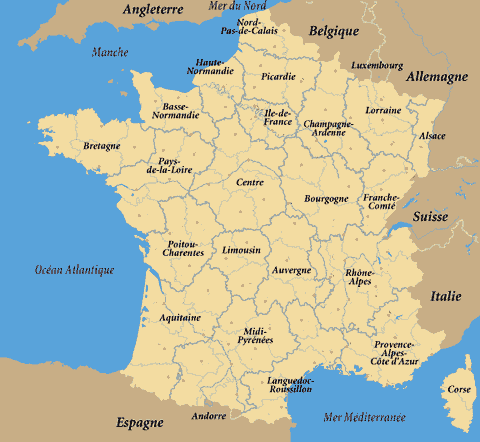 Angleterre
Mer du Nord
Nord-
Pas-de-Calais
Belgique
Manche
Haute-
Normandie
Picardie
Luxembourg
Allemagne
Basse-
Normandie
Ile-de-
France
Champagne-
Ardenne
Lorraine
Alsace
Bretagne
Pays-
de-la-Loire
Centre
Bourgogne
Franche-
Comté
Suisse
Poitou-
Charentes
Limousin
Auvergne
Rhône-
Alpes
Océan Atlantique
Italie
Aquitaine
Midi-
Pyrénées
Provence-
Alpes-
Côte d'Azur
Languedoc-
Roussillon
Corse
Espagne
Andorre
Mer Méditerranée